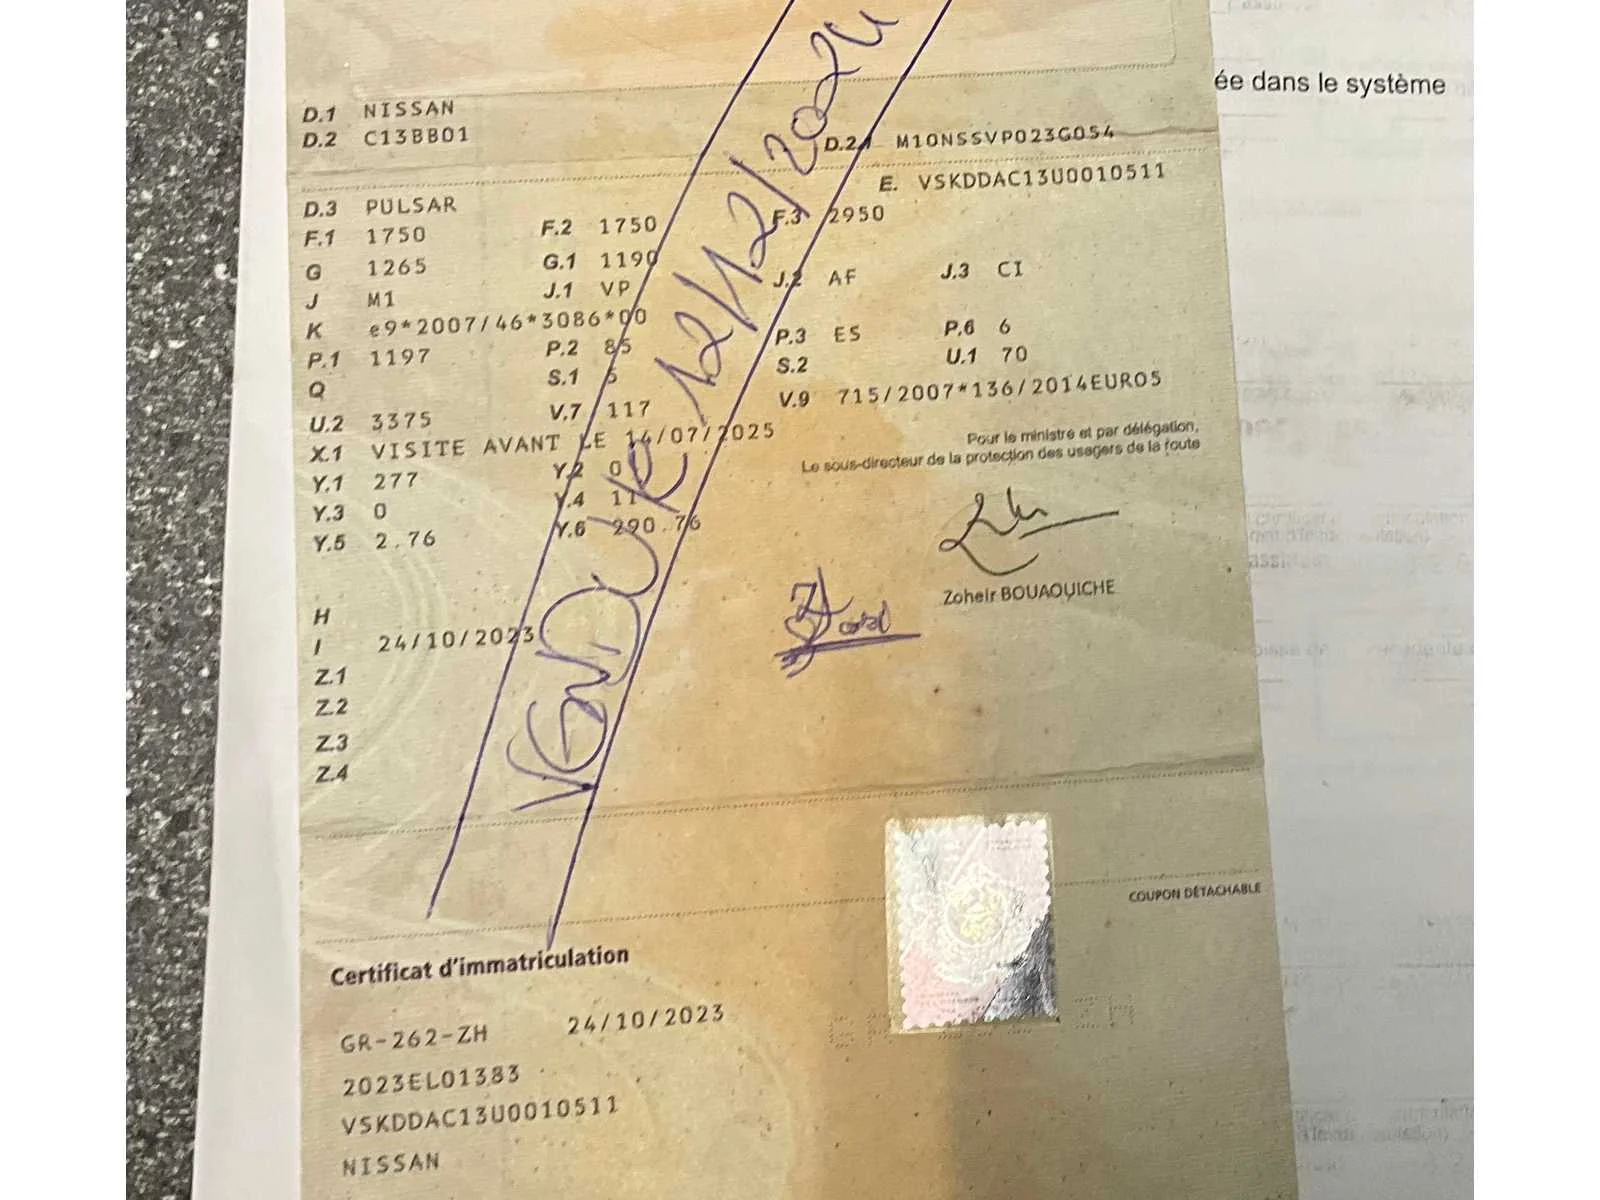 ée dans le système
D.1 NISSAN
D.2 C13BB01 D.2.1 M10NSSVP023G054
E. VSKDDAC13U0010511
D.3 PULSAR
F.1 1750 F.2 1750 F.3 2950
G 1265 G.1 1190
J M1 J.1 VP J.2 AF J.3 CI
K e9*2007/46*3086*00
P.1 1197 P.2 85 P.3 ES P.6 6
Q S.1 5 S.2 U.1 70
U.2 3375 V.7 117 V.9 715/2007*136/2014EURO5
X.1 VISITE AVANT LE 14/07/2025
Pour le ministre et par délégation,
Le sous-directeur de la protection des usagers de la route
Y.1 277 Y.2 0
Y.3 0 Y.4 11
Y.5 2.76 Y.6 290.76
Zoheir BOUAOUICHE
H
I 24/10/2023
Z.1
Z.2
Z.3
Z.4
VENDU LE 12/12/2024
COUPON DÉTACHABLE
Certificat d'immatriculation
GR-262-ZH 24/10/2023
2023EL01383
VSKDDAC13U0010511
NISSAN